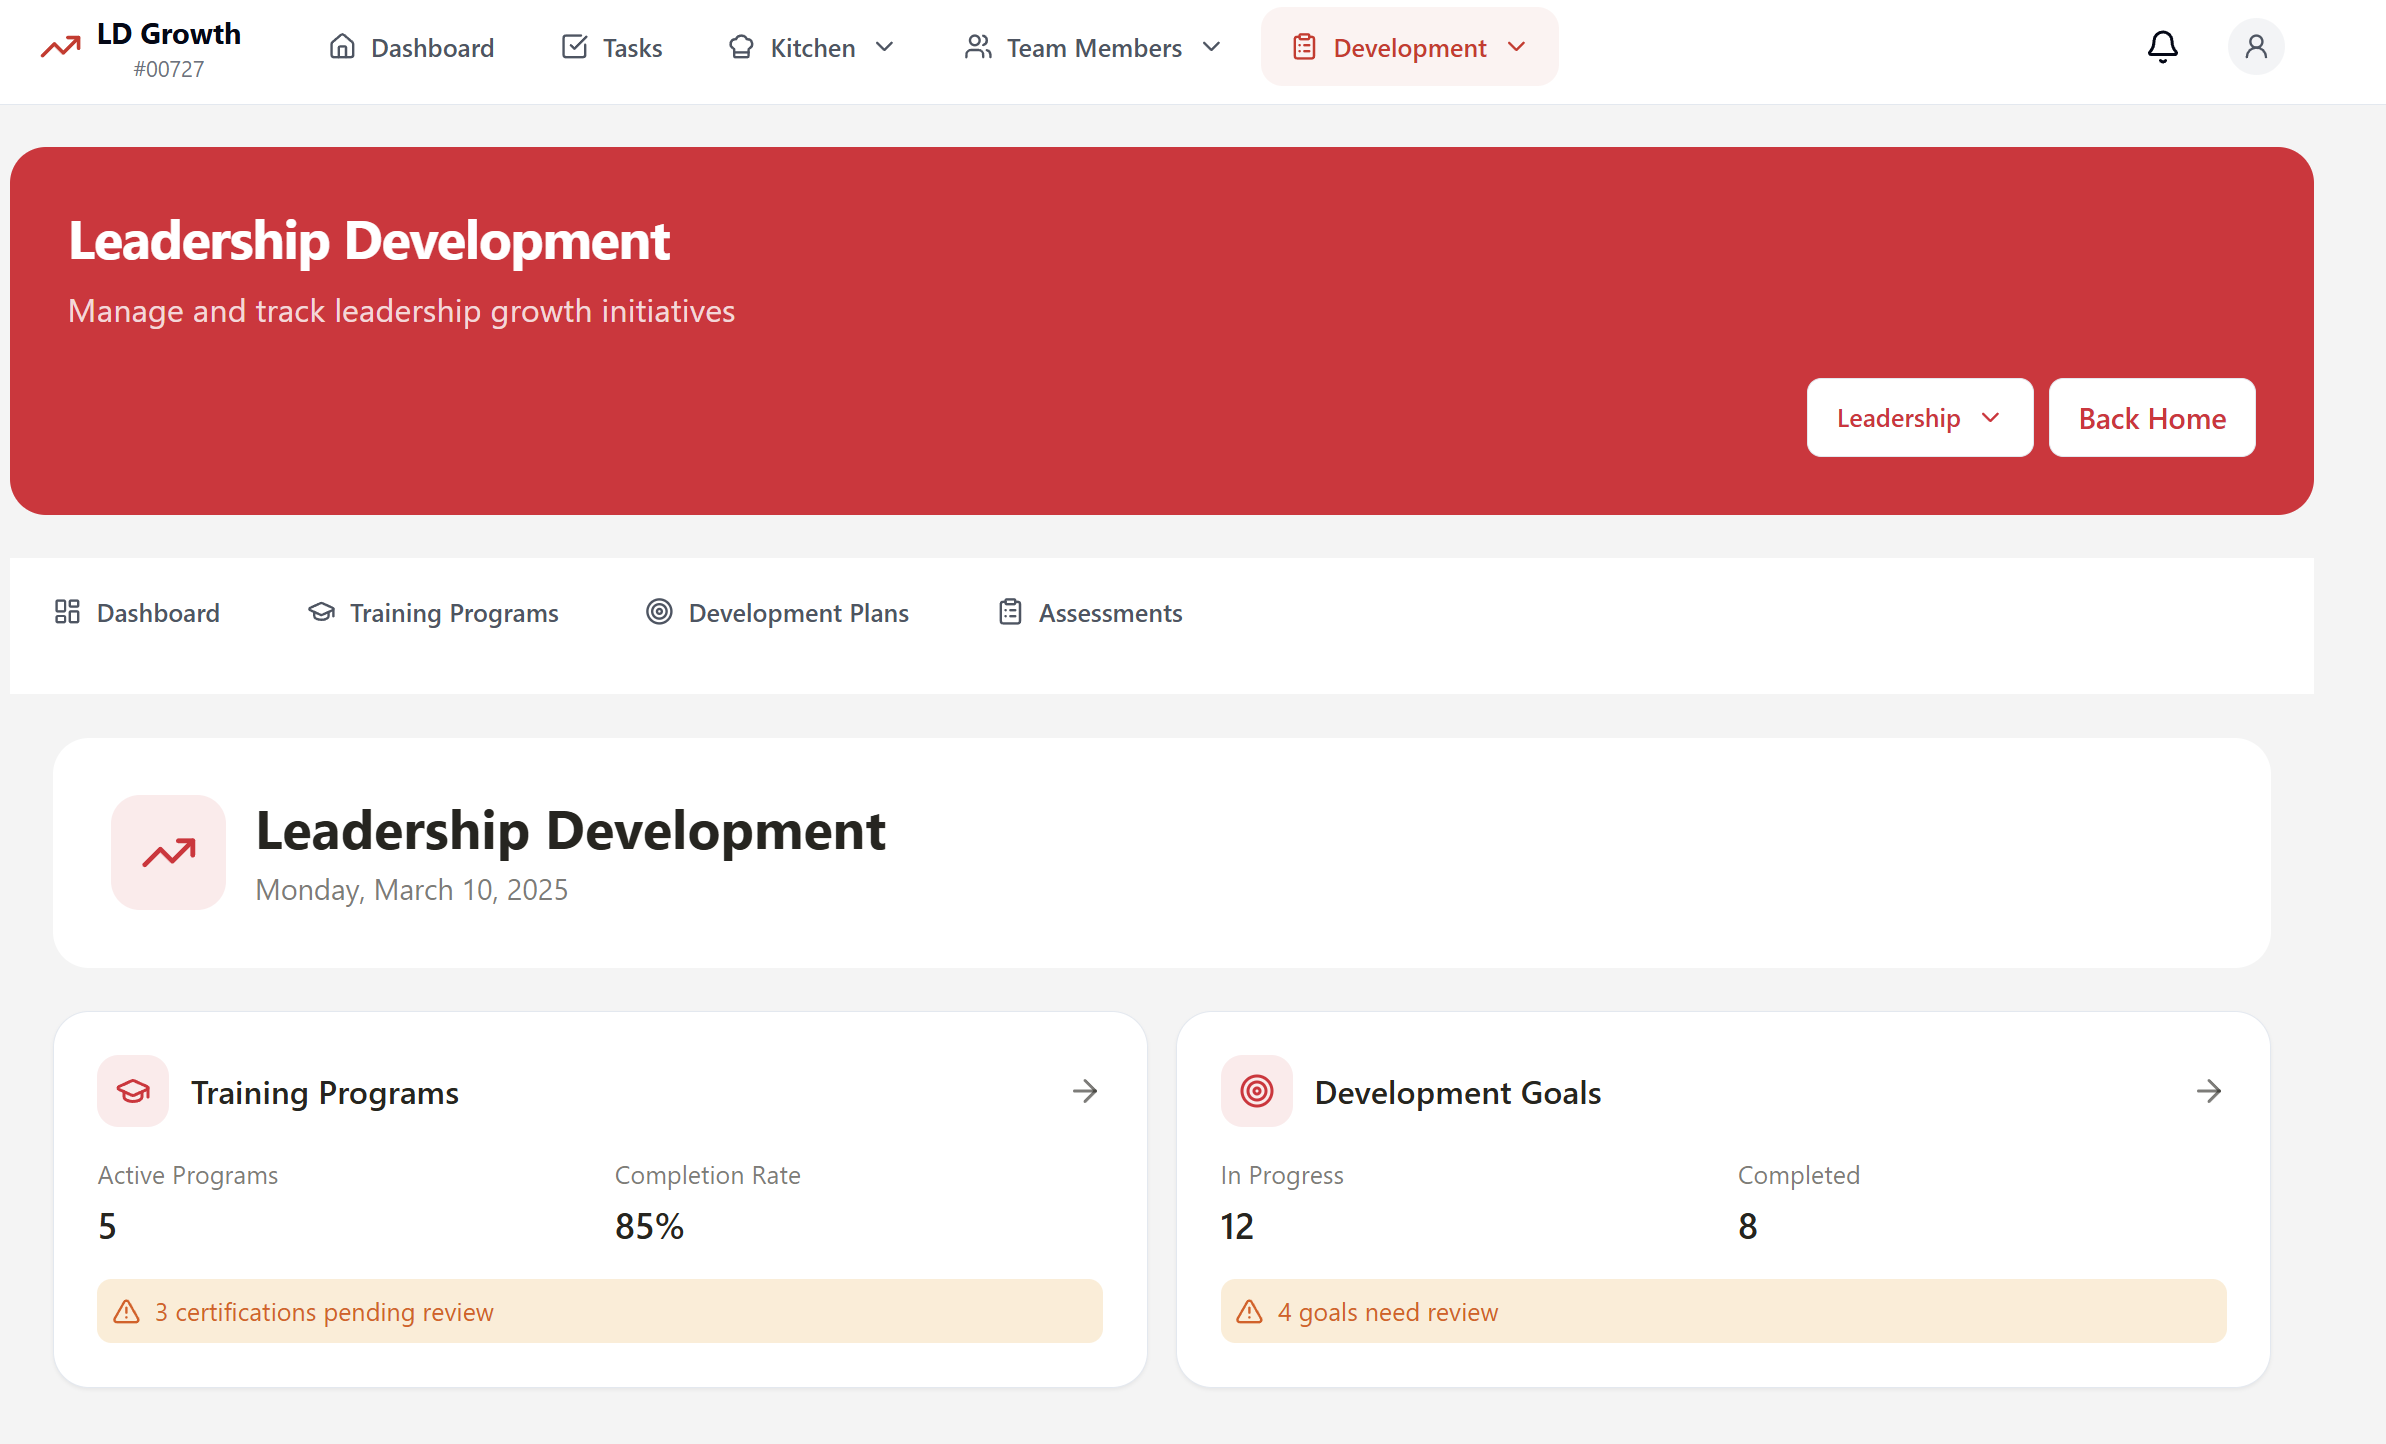 LD Growth
#00727
Dashboard
Tasks
Kitchen
Team Members
Development
Leadership Development
Manage and track leadership growth initiatives
Leadership
Back Home
Dashboard
Training Programs
Development Plans
Assessments
Leadership Development
Monday, March 10, 2025
Training Programs
Active Programs
5
Completion Rate
85%
3 certifications pending review
Development Goals
In Progress
12
Completed
8
4 goals need review